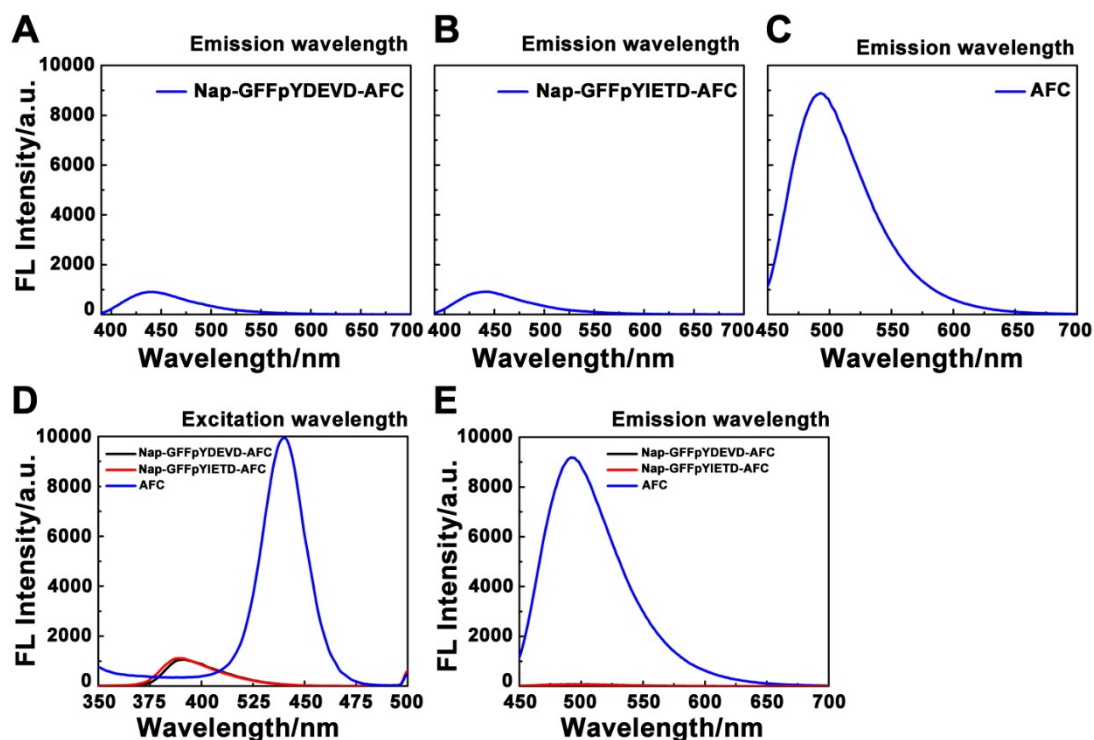 A
Emission wavelength
10000
8000
6000
4000
2000
0
FL Intensity/a.u.
Nap-GFFpYDEVD-AFC
400 450 500 550 600 650 700
Wavelength/nm
B
Emission wavelength
Nap-GFFpYIETD-AFC
400 450 500 550 600 650 700
Wavelength/nm
C
Emission wavelength
AFC
450 500 550 600 650 700
Wavelength/nm
D
Excitation wavelength
10000
8000
6000
4000
2000
0
FL Intensity/a.u.
Nap-GFFpYDEVD-AFC
Nap-GFFpYIETD-AFC
AFC
350 375 400 425 450 475 500
Wavelength/nm
E
Emission wavelength
10000
8000
6000
4000
2000
0
FL Intensity/a.u.
Nap-GFFpYDEVD-AFC
Nap-GFFpYIETD-AFC
AFC
450 500 550 600 650 700
Wavelength/nm